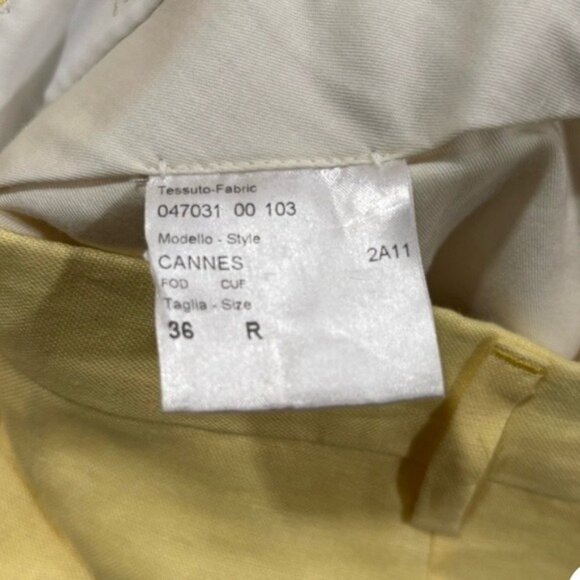 Tessuto-Fabric
047031 00 103
Modello - Style
CANNES 2A11
FOD CUF
Taglia - Size
36 R